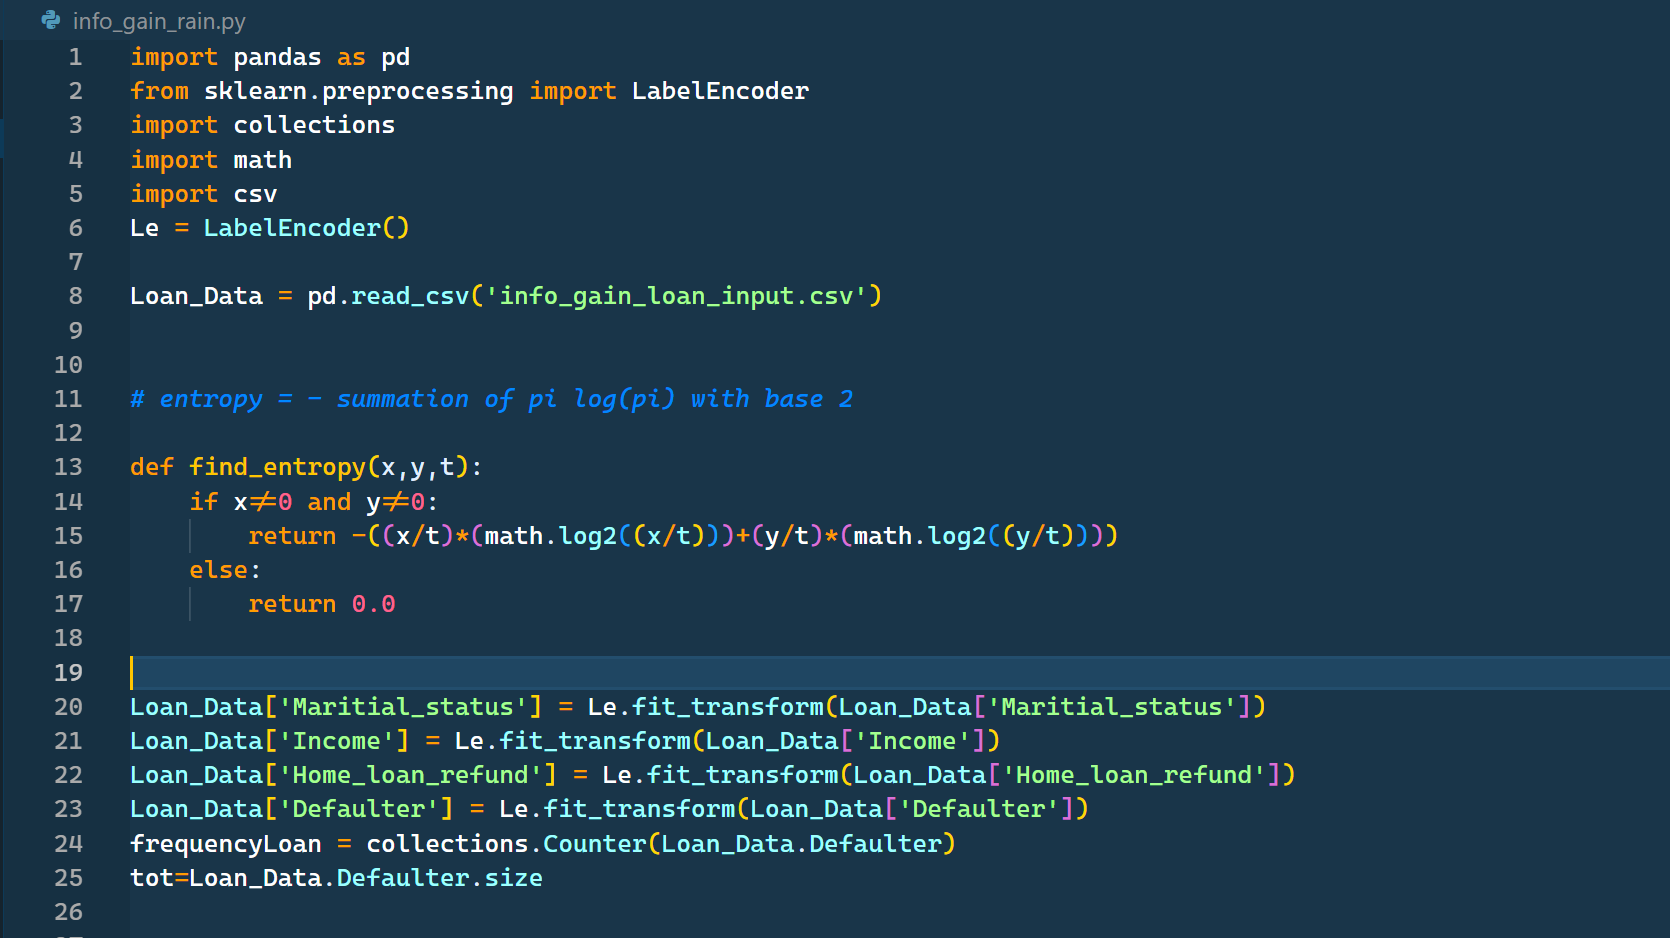 info_gain_rain.py
1 import pandas as pd
2 from sklearn.preprocessing import LabelEncoder
3 import collections
4 import math
5 import csv
6 Le = LabelEncoder()
7
8 Loan_Data = pd.read_csv('info_gain_loan_input.csv')
9
10
11 # entropy = - summation of pi log(pi) with base 2
12
13 def find_entropy(x,y,t):
14     if x≠0 and y≠0:
15         return -((x/t)*(math.log2((x/t)))+(y/t)*(math.log2((y/t))))
16     else:
17         return 0.0
18
19
20 Loan_Data['Maritial_status'] = Le.fit_transform(Loan_Data['Maritial_status'])
21 Loan_Data['Income'] = Le.fit_transform(Loan_Data['Income'])
22 Loan_Data['Home_loan_refund'] = Le.fit_transform(Loan_Data['Home_loan_refund'])
23 Loan_Data['Defaulter'] = Le.fit_transform(Loan_Data['Defaulter'])
24 frequencyLoan = collections.Counter(Loan_Data.Defaulter)
25 tot=Loan_Data.Defaulter.size
26